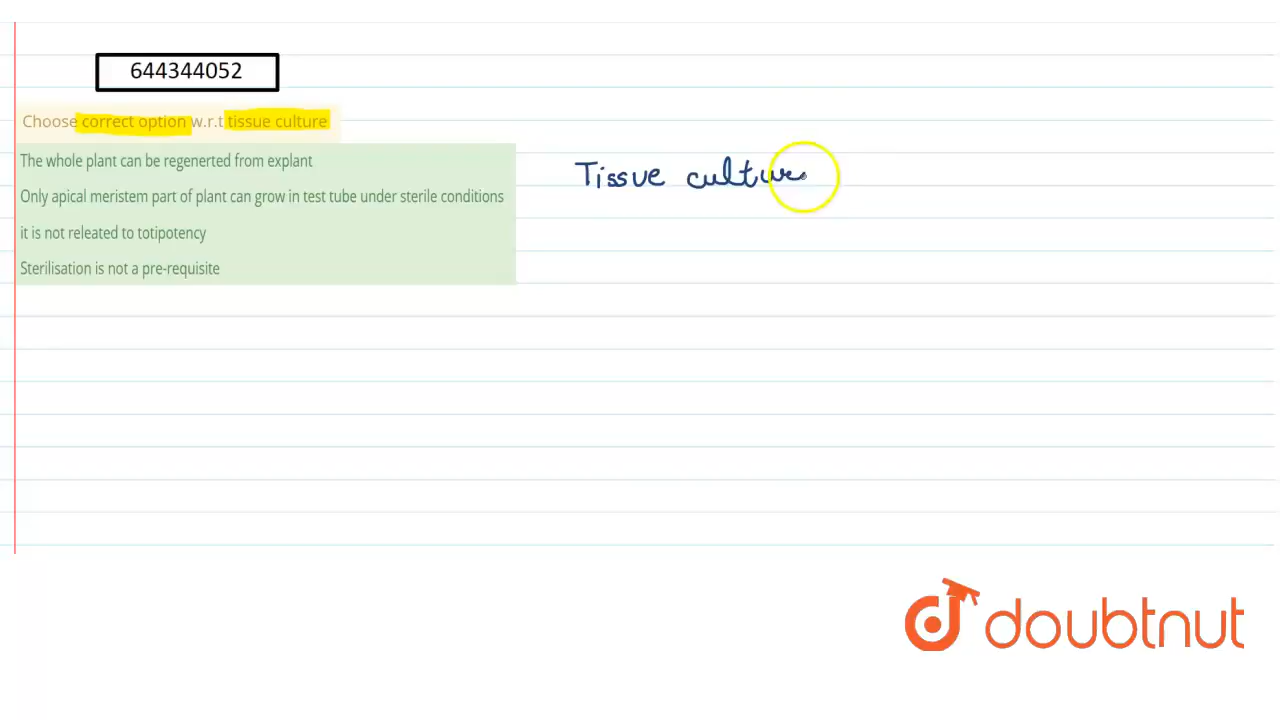 644344052
Choose correct option w.r.t tissue culture
The whole plant can be regenerted from explant
Only apical meristem part of plant can grow in test tube under sterile conditions
it is not releated to totipotency
Sterilisation is not a pre-requisite
Tissue culture
doubtnut